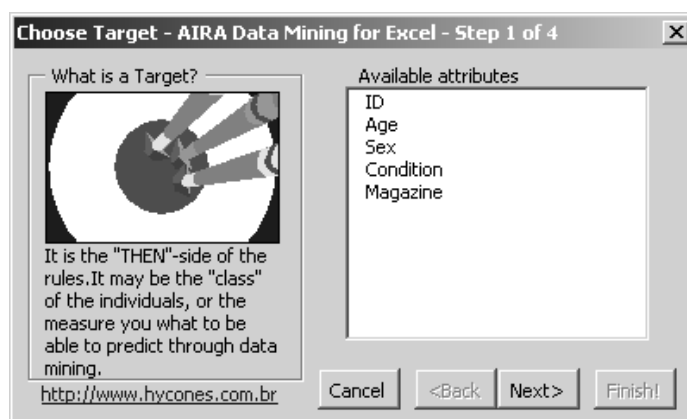 Choose Target - AIRA Data Mining for Excel - Step 1 of 4
What is a Target?
It is the "THEN"-side of the
rules.It may be the "class"
of the individuals, or the
measure you what to be
able to predict through data
mining.
http://www.hycones.com.br
Available attributes
ID
Age
Sex
Condition
Magazine
Cancel
<Back
Next>
Finish!